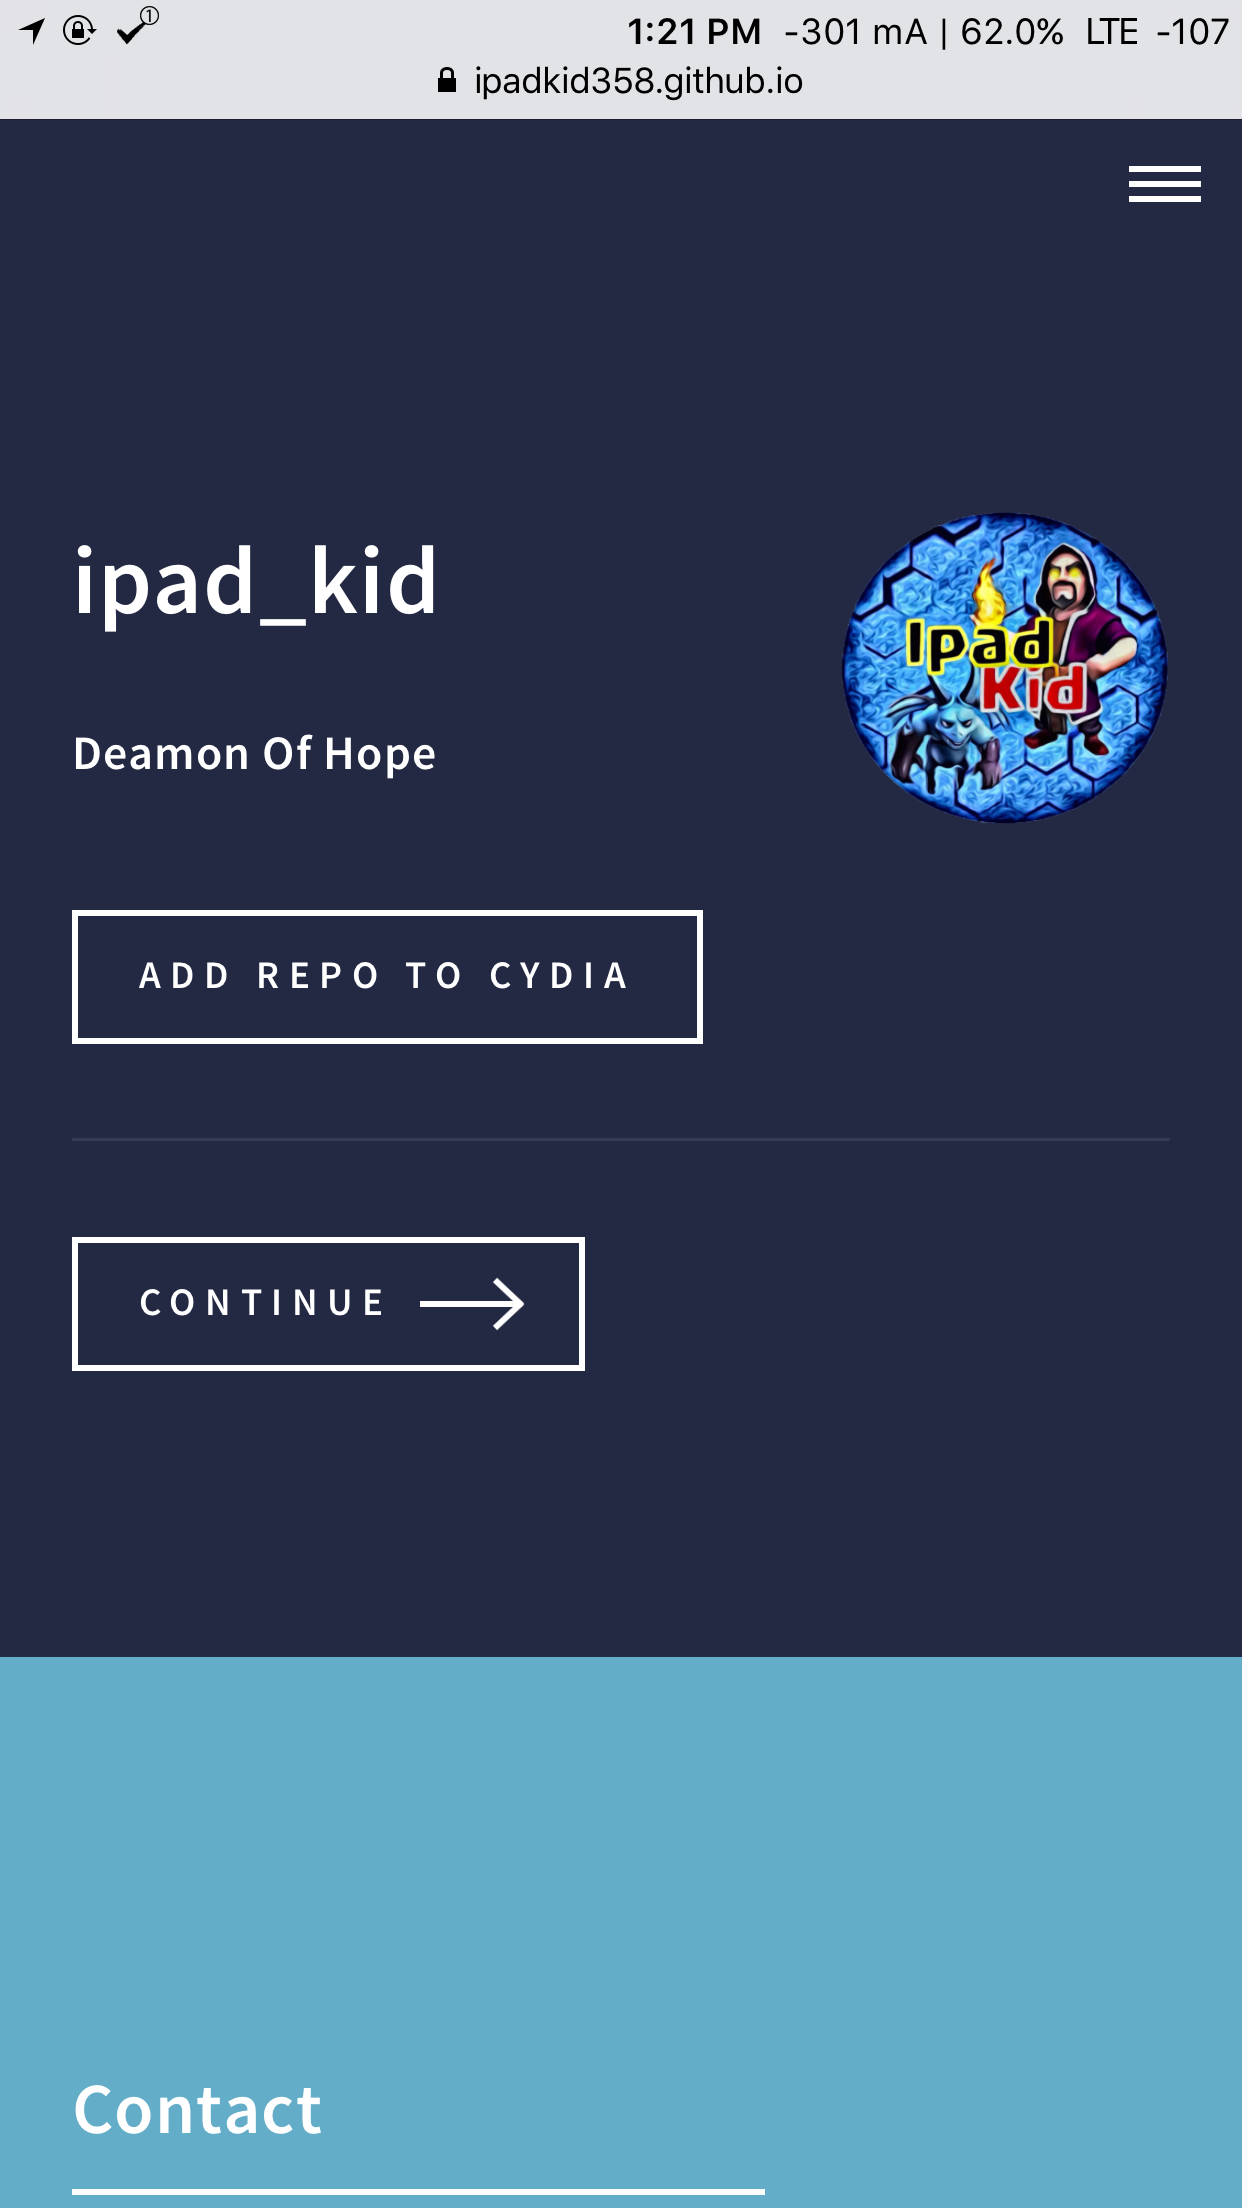 1
1:21 PM -301 mA | 62.0% LTE -107
ipadkid358.github.io
ipad_kid
Ipad
Kid
Deamon Of Hope
ADD REPO TO CYDIA
CONTINUE
Contact